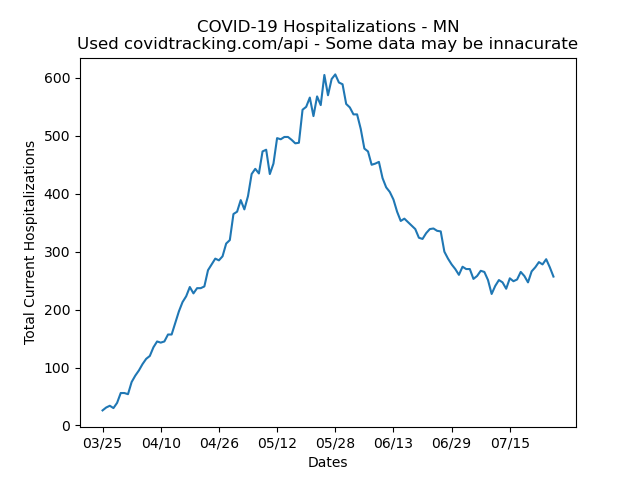 COVID-19 Hospitalizations - MN
Used covidtracking.com/api - Some data may be innacurate
Total Current Hospitalizations
600
500
400
300
200
100
0
03/25 04/10 04/26 05/12 05/28 06/13 06/29 07/15
Dates